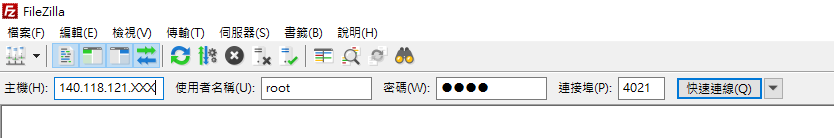 FileZilla
檔案(F) 編輯(E) 檢視(V) 傳輸(T) 伺服器(S) 書籤(B) 說明(H)
主機(H): 140.118.121.XXX 使用者名稱(U): root 密碼(W): ●●●● 連接埠(P): 4021 快速連線(Q)